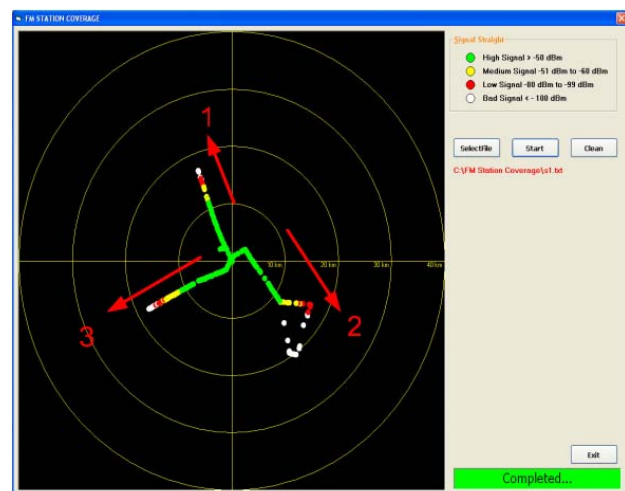 FM STATION COVERAGE
Signal Straight
High Signal > -50 dBm
Medium Signal -51 dBm to -60 dBm
Low Signal -80 dBm to -99 dBm
Bad Signal < - 100 dBm
SelectFile Start Clean
C:\FM Station Coverage\s1.txt
1
10 km 20 km 30 km 40 km
2
3
Exit
Completed...